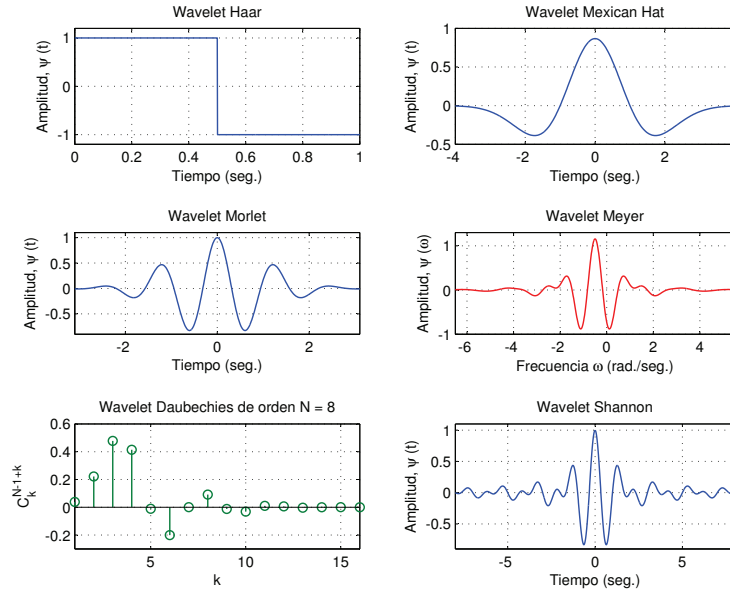 Wavelet Haar
Amplitud, ψ (t)
1
0
-1
0 0.2 0.4 0.6 0.8 1
Tiempo (seg.)
Wavelet Mexican Hat
Amplitud, ψ (t)
1
0.5
0
-0.5
-4 -2 0 2
Tiempo (seg.)
Wavelet Morlet
Amplitud, ψ (t)
1
0.5
0
-0.5
-2 0 2
Tiempo (seg.)
Wavelet Meyer
Amplitud, ψ (ω)
1
0
-1
-6 -4 -2 0 2 4
Frecuencia ω (rad./seg.)
Wavelet Daubechies de orden N = 8
C_k^{N-1+k}
0.6
0.4
0.2
0
-0.2
5 10 15
k
Wavelet Shannon
Amplitud, ψ (t)
1
0.5
0
-0.5
-5 0 5
Tiempo (seg.)